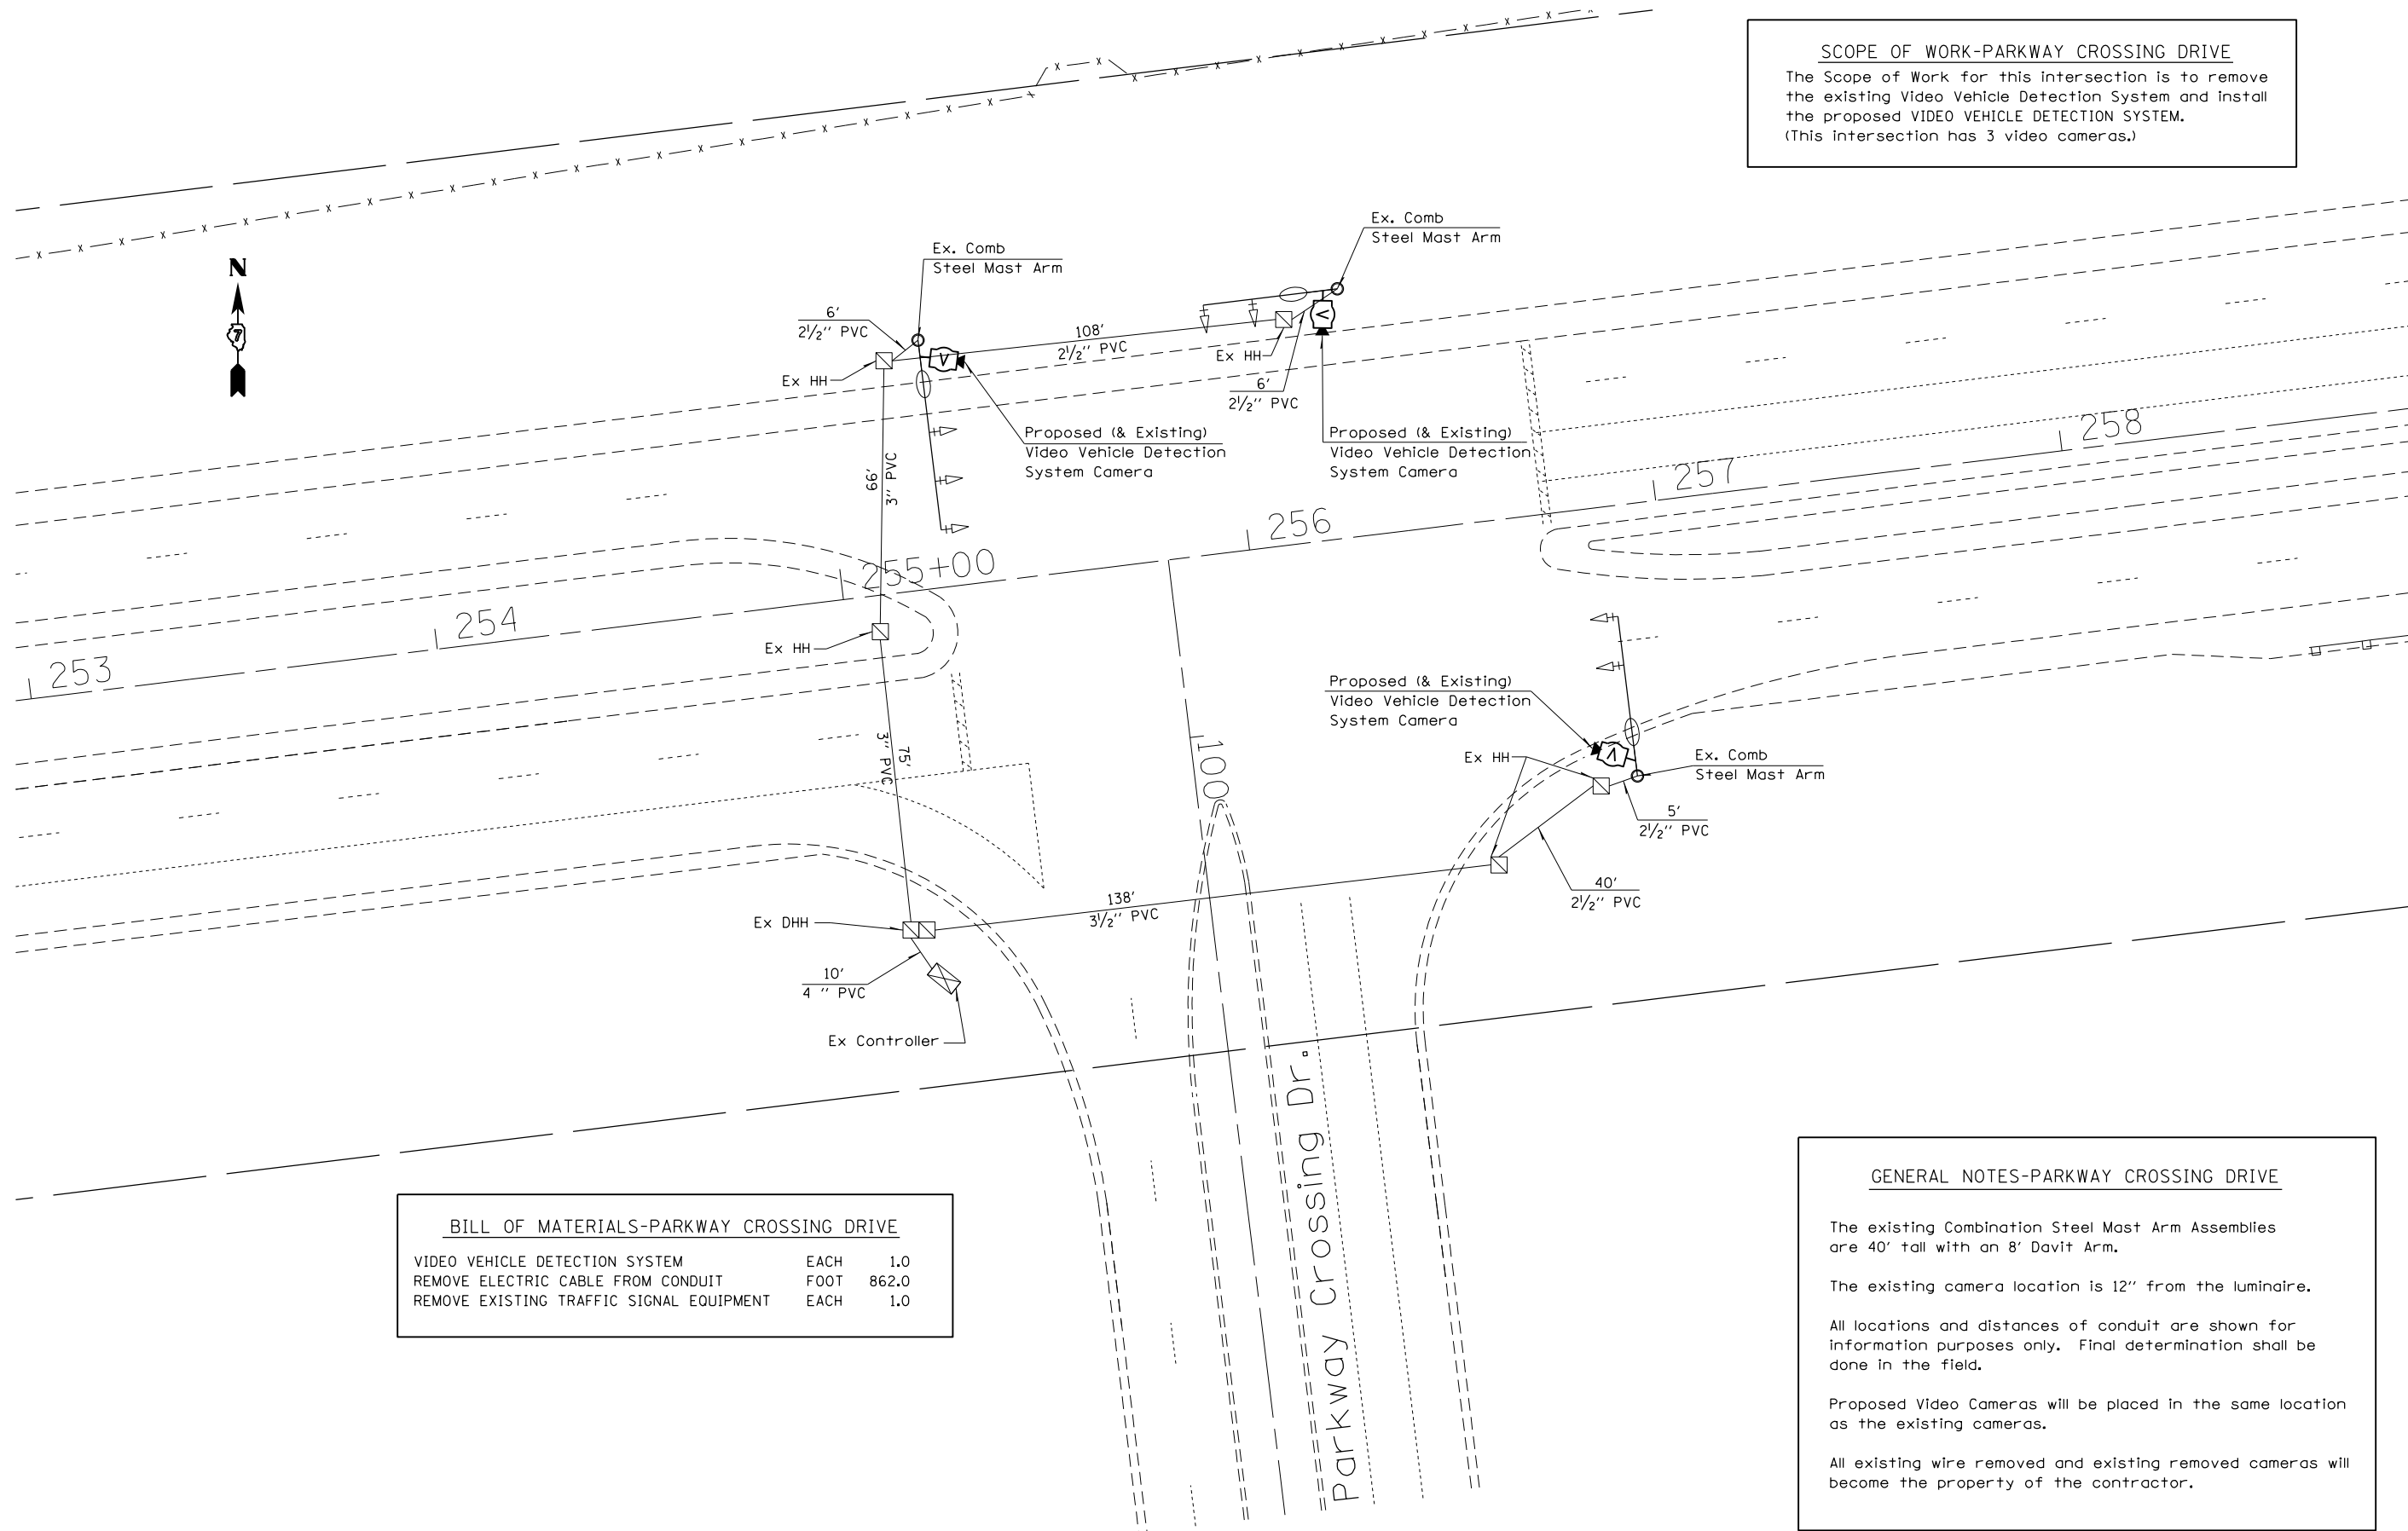 SCOPE OF WORK-PARKWAY CROSSING DRIVE
The Scope of Work for this intersection is to remove
the existing Video Vehicle Detection System and install
the proposed VIDEO VEHICLE DETECTION SYSTEM.
(This intersection has 3 video cameras.)
N
7
Ex. Comb
Steel Mast Arm
Ex. Comb
Steel Mast Arm
6'
2½" PVC
108'
2½" PVC
Ex HH
Ex HH
6'
2½" PVC
V
V
Proposed (& Existing)
Video Vehicle Detection
System Camera
Proposed (& Existing)
Video Vehicle Detection
System Camera
66'
3" PVC
253
254
255+00
256
257
258
Ex HH
75'
3" PVC
100
Proposed (& Existing)
Video Vehicle Detection
System Camera
V
Ex HH
Ex. Comb
Steel Mast Arm
5'
2½" PVC
40'
2½" PVC
138'
3½" PVC
Ex DHH
10'
4 " PVC
Ex Controller
Parkway Crossing Dr.
BILL OF MATERIALS-PARKWAY CROSSING DRIVE
VIDEO VEHICLE DETECTION SYSTEM EACH 1.0
REMOVE ELECTRIC CABLE FROM CONDUIT FOOT 862.0
REMOVE EXISTING TRAFFIC SIGNAL EQUIPMENT EACH 1.0
GENERAL NOTES-PARKWAY CROSSING DRIVE
The existing Combination Steel Mast Arm Assemblies
are 40' tall with an 8' Davit Arm.
The existing camera location is 12" from the luminaire.
All locations and distances of conduit are shown for
information purposes only. Final determination shall be
done in the field.
Proposed Video Cameras will be placed in the same location
as the existing cameras.
All existing wire removed and existing removed cameras will
become the property of the contractor.